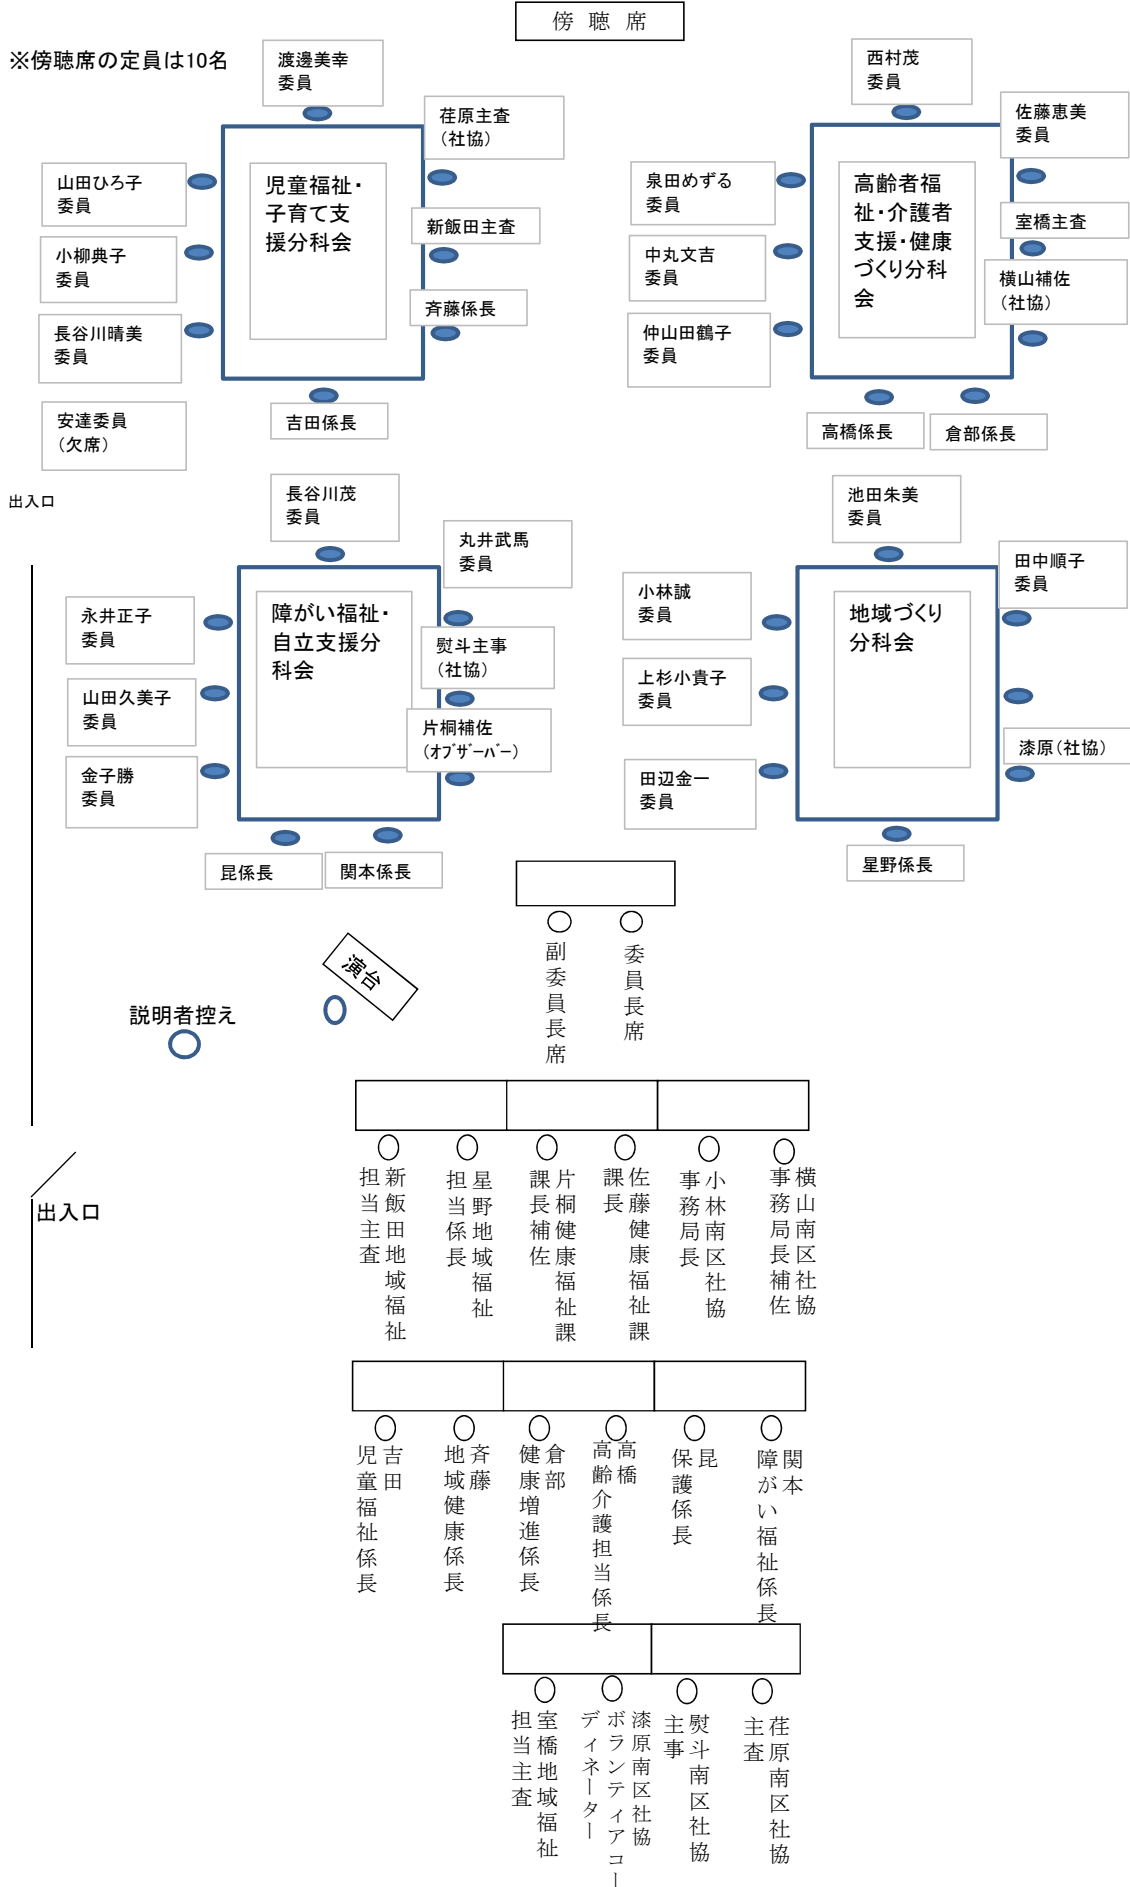 傍 聴 席
※傍聴席の定員は10名
渡邊美幸
委員
荏原主査
(社協)
山田ひろ子
委員
児童福祉・
子育て支
援分科会
新飯田主査
小柳典子
委員
斉藤係長
長谷川晴美
委員
安達委員
(欠席)
吉田係長
西村茂
委員
佐藤恵美
委員
泉田めずる
委員
高齢者福
祉・介護者
支援・健康
づくり分科
会
室橋主査
中丸文吉
委員
横山補佐
(社協)
仲山田鶴子
委員
高橋係長
倉部係長
出入口
長谷川茂
委員
丸井武馬
委員
永井正子
委員
障がい福祉・
自立支援分
科会
熨斗主事
(社協)
山田久美子
委員
片桐補佐
(オブザーバー)
金子勝
委員
昆係長
関本係長
池田朱美
委員
田中順子
委員
小林誠
委員
地域づくり
分科会
上杉小貴子
委員
漆原(社協)
田辺金一
委員
星野係長
副委員長席
委員長席
演台
説明者控え
出入口
新飯田地域福祉
担当主査
星野地域福祉
担当係長
片桐健康福祉課
課長補佐
佐藤健康福祉課
課長
小林南区社協
事務局長
横山南区社協
事務局長補佐
吉田
児童福祉係長
斉藤
地域健康係長
倉部
健康増進係長
高橋
高齢介護担当係長
昆
保護係長
関本
障がい福祉係長
室橋地域福祉
担当主査
漆原南区社協
ボランティアコー
ディネーター
熨斗南区社協
主事
荏原南区社協
主査